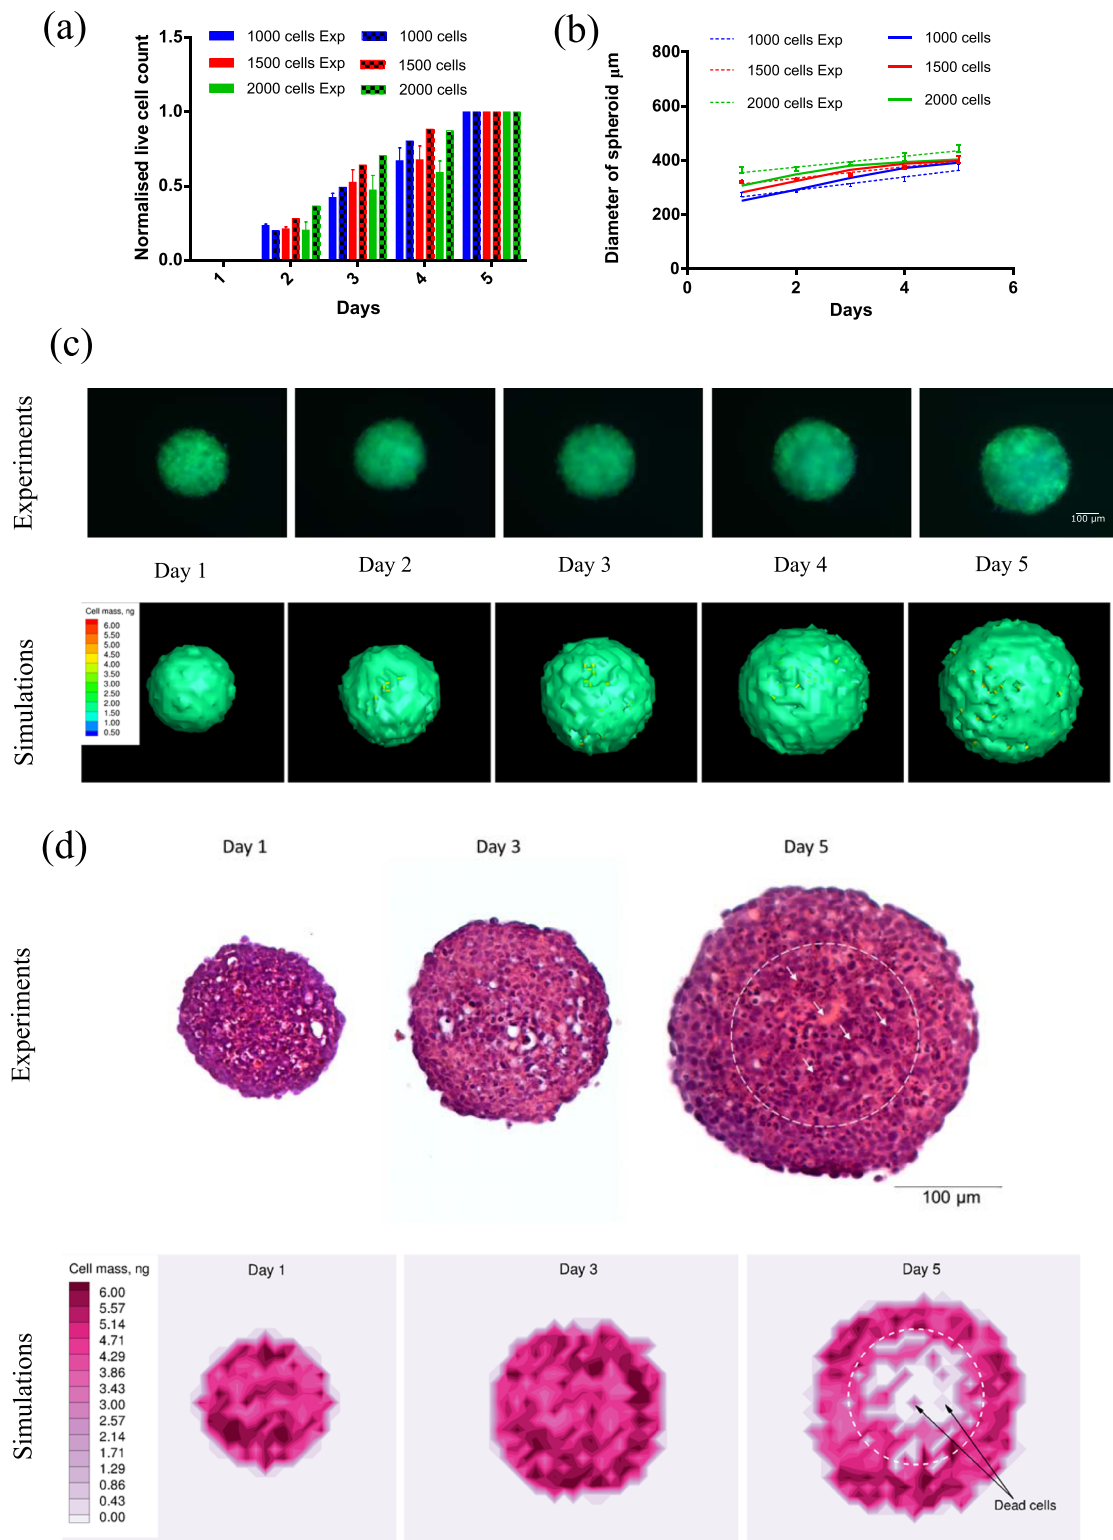 (a)
Normalised live cell count
1.5
1.0
0.5
0.0
1000 cells Exp
1000 cells
1500 cells Exp
1500 cells
2000 cells Exp
2000 cells
1
2
3
4
5
Days
(b)
Diameter of spheroid µm
800
600
400
200
0
1000 cells Exp
1000 cells
1500 cells Exp
1500 cells
2000 cells Exp
2000 cells
0
2
4
6
Days
(c)
Experiments
100 µm
Day 1
Day 2
Day 3
Day 4
Day 5
Simulations
Cell mass, ng
6.00
5.50
5.00
4.50
4.00
3.50
3.00
2.50
2.00
1.50
1.00
0.50
(d)
Day 1
Day 3
Day 5
Experiments
100 µm
Simulations
Cell mass, ng
6.00
5.57
5.14
4.71
4.29
3.86
3.43
3.00
2.57
2.14
1.71
1.29
0.86
0.43
0.00
Day 1
Day 3
Day 5
Dead cells